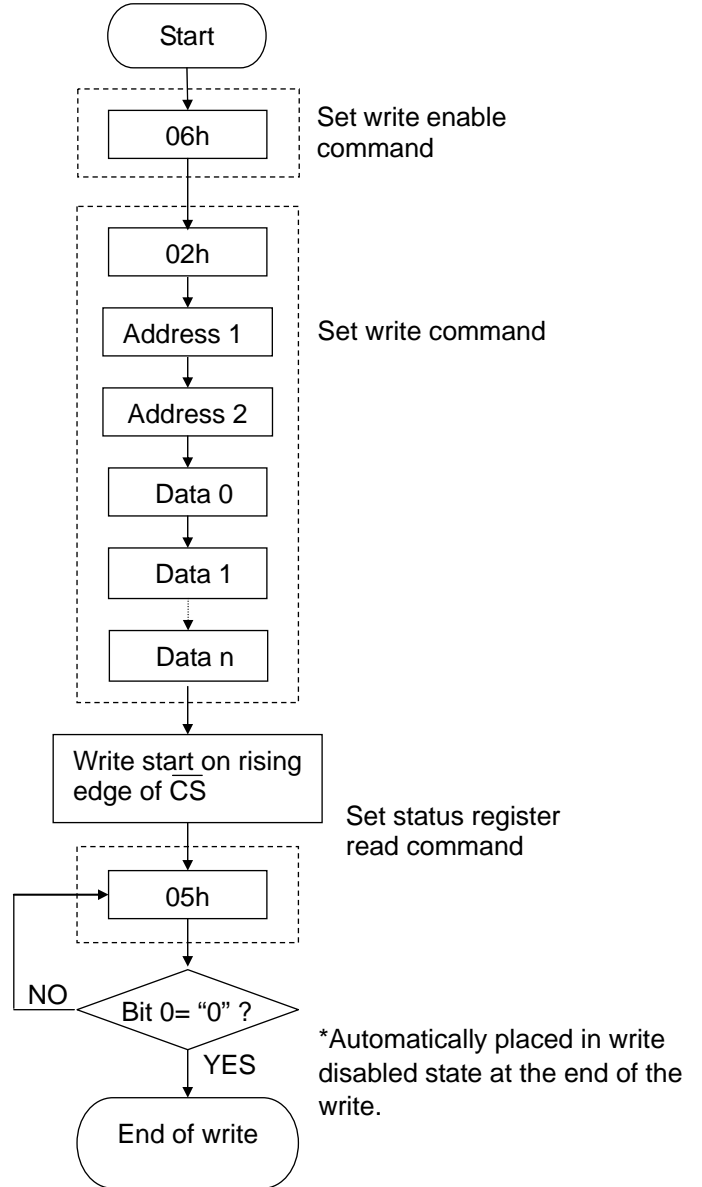 Start
06h
Set write enable
command
02h
Address 1
Set write command
Address 2
Data 0
Data 1
Data n
Write start on rising
edge of C̅S̅
Set status register
read command
05h
NO
Bit 0= “0” ?
YES
*Automatically placed in write
disabled state at the end of the
write.
End of write